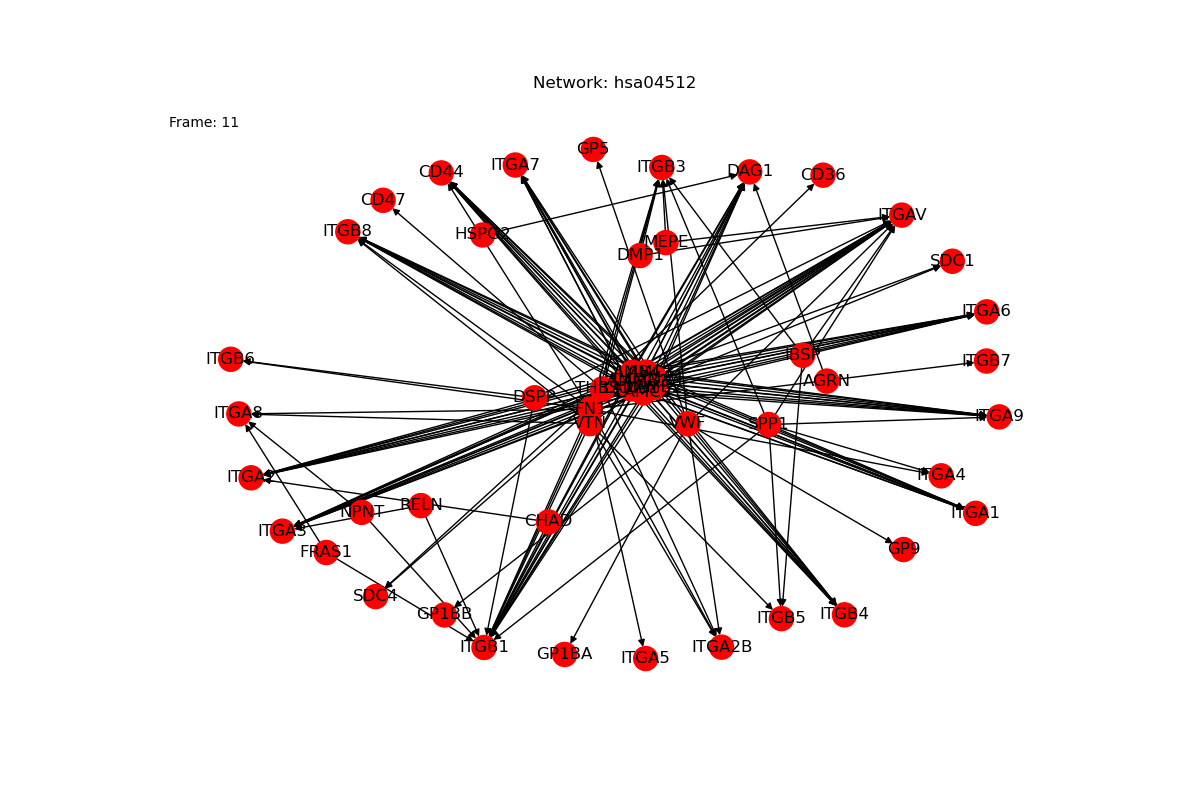 Network: hsa04512
Frame: 11
GP5
ITGA7
ITGB3
CD44
DAG1
CD36
CD47
ITGAV
ITGB8
HSPG2
MEPE
DMP1
SDC1
ITGA6
ITGB6
IBSP
ITGB7
AGRN
DSPP
FN1
ITGA8
ITGA9
VTN
VWF
SPP1
ITGA4
RELN
NPNT
ITGA1
CHAD
ITGA3
FRAS1
GP9
SDC4
GP1BB
ITGB4
ITGB5
ITGB1
GP1BA
ITGA5
ITGA2B